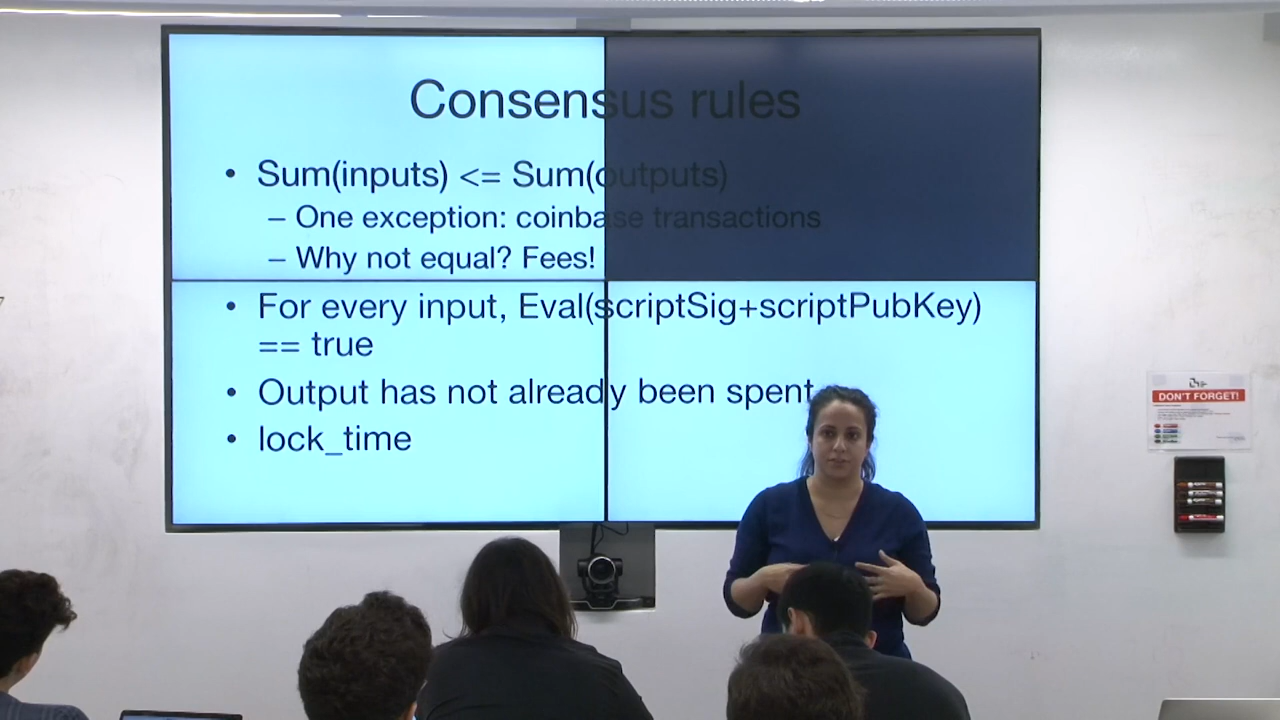 Consensus rules
• Sum(inputs) <= Sum(outputs)
– One exception: coinbase transactions
– Why not equal? Fees!
• For every input, Eval(scriptSig+scriptPubKey)
== true
• Output has not already been spent
• lock_time
DON'T FORGET!